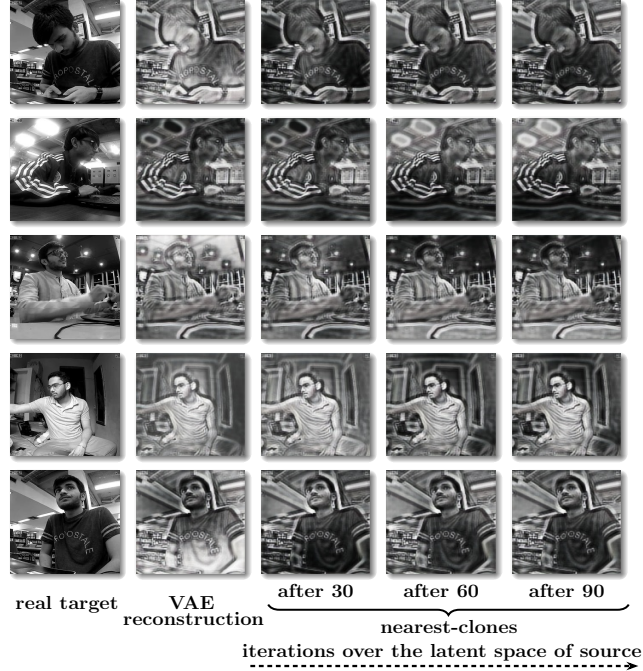 after 30 after 60 after 90
real target VAE
reconstruction
nearest-clones
iterations over the latent space of source